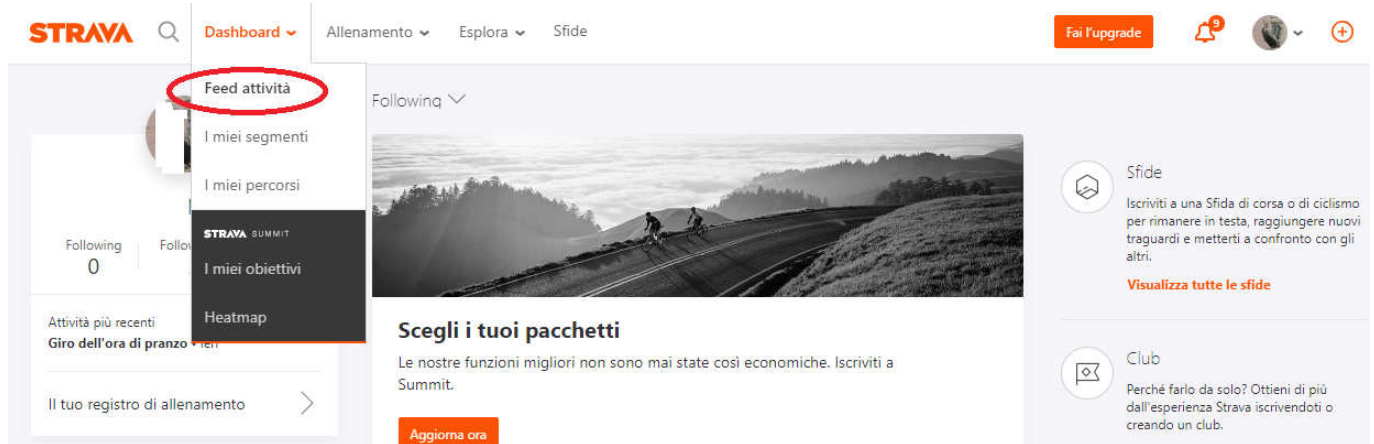 STRAVA
Dashboard
Allenamento
Esplora
Sfide
Fai l'upgrade
9
Feed attività
I miei segmenti
I miei percorsi
STRAVA SUMMIT
I miei obiettivi
Heatmap
Following
0
Attività più recenti
Giro dell'ora di pranzo •
Il tuo registro di allenamento
Following
Scegli i tuoi pacchetti
Le nostre funzioni migliori non sono mai state così economiche. Iscriviti a
Summit.
Aggiorna ora
Sfide
Iscriviti a una Sfida di corsa o di ciclismo
per rimanere in testa, raggiungere nuovi
traguardi e metterti a confronto con gli
altri.
Visualizza tutte le sfide
Club
Perché farlo da solo? Ottieni di più
dall'esperienza Strava iscrivendoti o
creando un club.